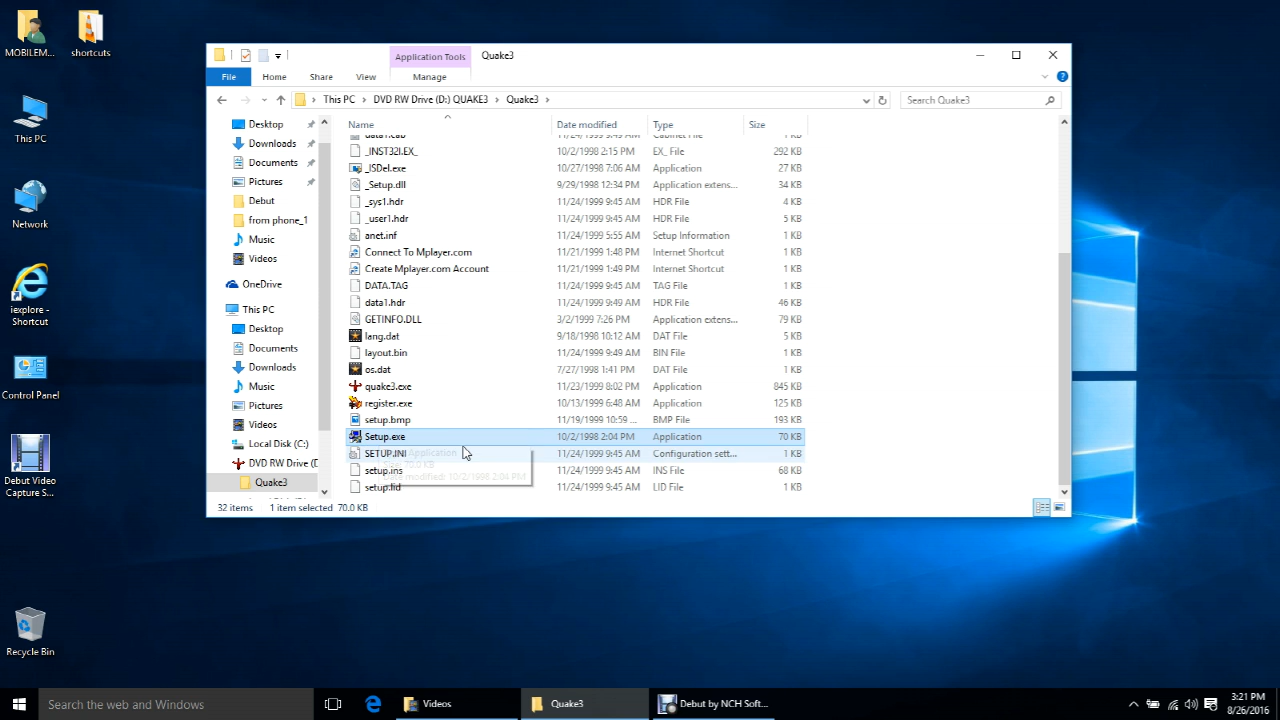 MOBILEM...
shortcuts
This PC
Network
iexplore -
Shortcut
Control Panel
Debut Video
Capture S...
Recycle Bin
Application Tools
Quake3
File
Home
Share
View
Manage
This PC
DVD RW Drive (D:) QUAKE3
Quake3
Search Quake3
Desktop
Downloads
Documents
Pictures
Debut
from phone_1
Music
Videos
OneDrive
This PC
Desktop
Documents
Downloads
Music
Pictures
Videos
Local Disk (C:)
DVD RW Drive (D
Quake3
Name Date modified Type Size
data1.cab 11/24/1999 9:49 AM Cabinet File 1 KB
_INST32I.EX_ 10/2/1998 2:15 PM EX_ File 292 KB
_ISDel.exe 10/27/1998 7:06 AM Application 27 KB
_Setup.dll 9/29/1998 12:34 PM Application extens... 34 KB
_sys1.hdr 11/24/1999 9:45 AM HDR File 4 KB
_user1.hdr 11/24/1999 9:45 AM HDR File 5 KB
anet.inf 11/24/1999 5:55 AM Setup Information 1 KB
Connect To Mplayer.com 11/21/1999 1:48 PM Internet Shortcut 1 KB
Create Mplayer.com Account 11/21/1999 1:49 PM Internet Shortcut 1 KB
DATA.TAG 11/24/1999 9:45 AM TAG File 1 KB
data1.hdr 11/24/1999 9:49 AM HDR File 46 KB
GETINFO.DLL 3/2/1999 7:26 PM Application extens... 79 KB
lang.dat 9/18/1998 10:12 AM DAT File 5 KB
layout.bin 11/24/1999 9:49 AM BIN File 1 KB
os.dat 7/27/1998 1:41 PM DAT File 1 KB
quake3.exe 11/23/1999 8:02 PM Application 845 KB
register.exe 10/13/1999 6:48 AM Application 125 KB
setup.bmp 11/19/1999 10:59 ... BMP File 193 KB
Setup.exe 10/2/1998 2:04 PM Application 70 KB
SETUP.INI 11/24/1999 9:45 AM Configuration sett... 1 KB
Application
Size: 70.0 KB
setup.ins 11/24/1999 9:45 AM INS File 68 KB
Date modified: 10/2/1998 2:04 PM
setup.lid 11/24/1999 9:45 AM LID File 1 KB
32 items 1 item selected 70.0 KB
Search the web and Windows
Videos
Quake3
Debut by NCH Soft...
3:21 PM
8/26/2016